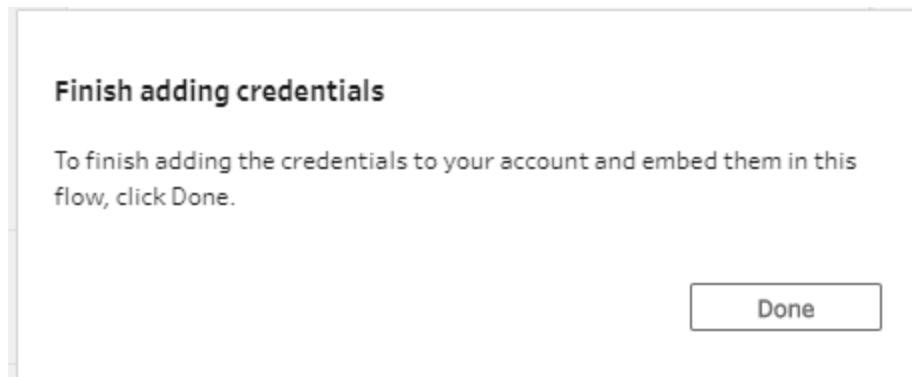 Finish adding credentials
To finish adding the credentials to your account and embed them in this
flow, click Done.
Done